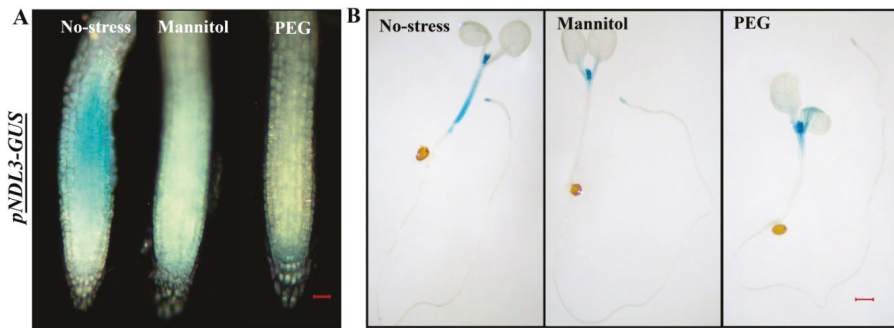 A
No-stress Mannitol PEG
pNDL3-GUS
B
No-stress Mannitol PEG